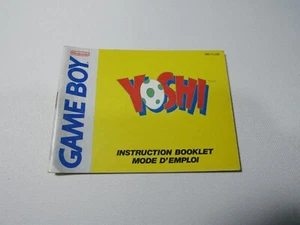 GAME BOY
YOSHI
INSTRUCTION BOOKLET
MODE D'EMPLOI